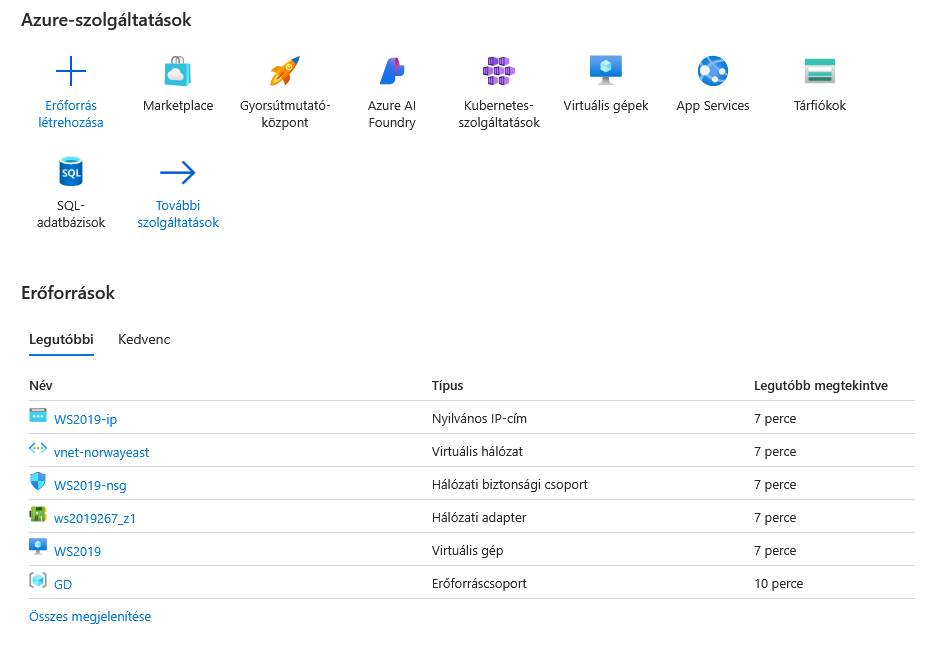 Azure-szolgáltatások
Erőforrás létrehozása
Marketplace
Gyorsútmutató-központ
Azure AI Foundry
Kubernetes-szolgáltatások
Virtuális gépek
App Services
Tárfiókok
SQL
SQL-adatbázisok
További szolgáltatások
Erőforrások
Legutóbbi Kedvenc
Név Típus Legutóbb megtekintve
WS2019-ip Nyilvános IP-cím 7 perce
vnet-norwayeast Virtuális hálózat 7 perce
WS2019-nsg Hálózati biztonsági csoport 7 perce
ws2019267_z1 Hálózati adapter 7 perce
WS2019 Virtuális gép 7 perce
GD Erőforráscsoport 10 perce
Összes megjelenítése